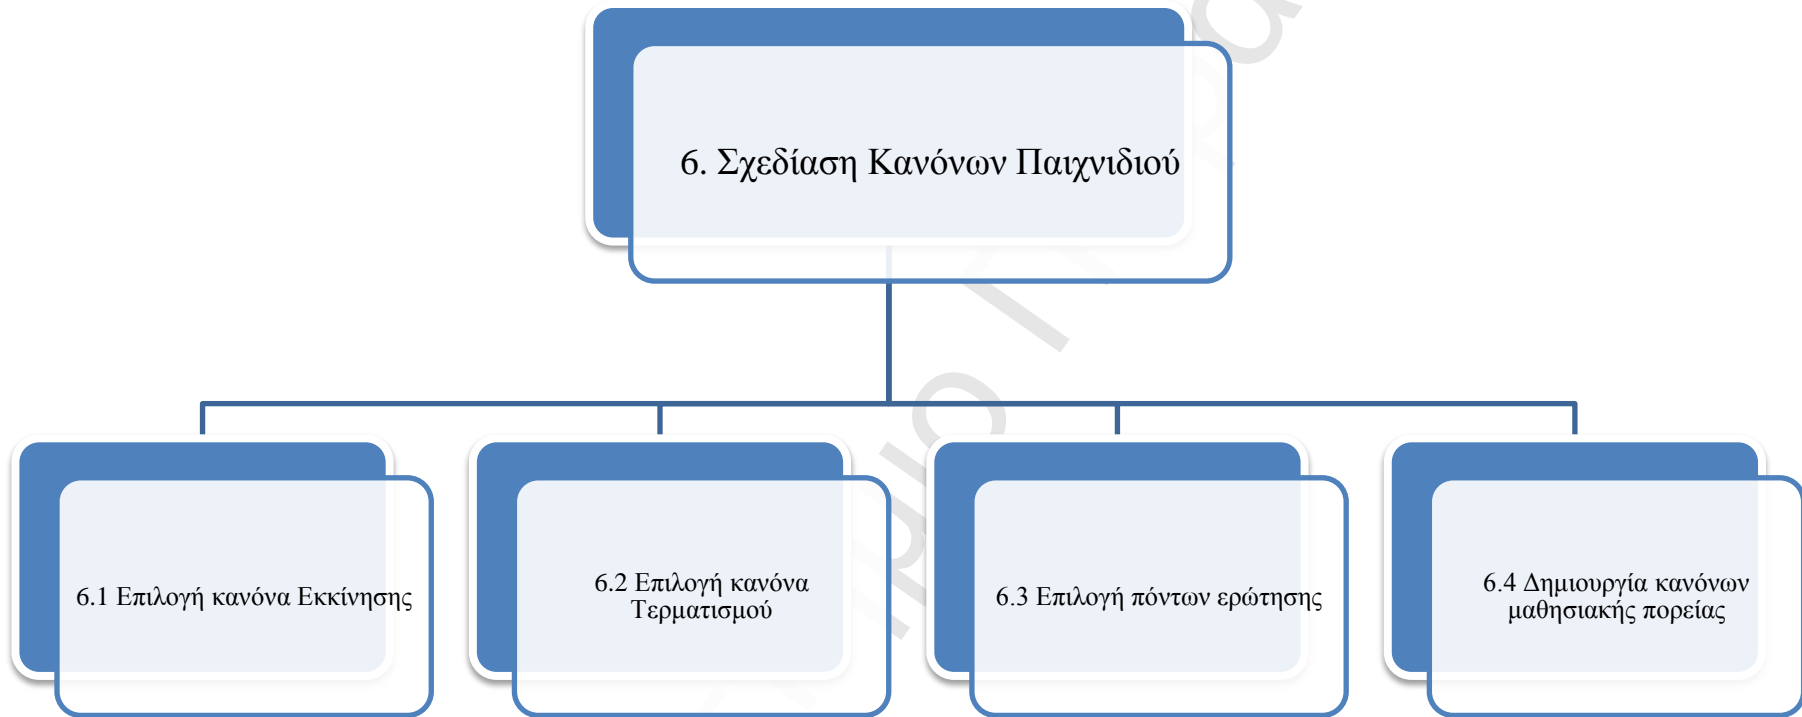 6. Σχεδίαση Κανόνων Παιχνιδιού
6.1 Επιλογή κανόνα Εκκίνησης
6.2 Επιλογή κανόνα
Τερματισμού
6.3 Επιλογή πόντων ερώτησης
6.4 Δημιουργία κανόνων
μαθησιακής πορείας